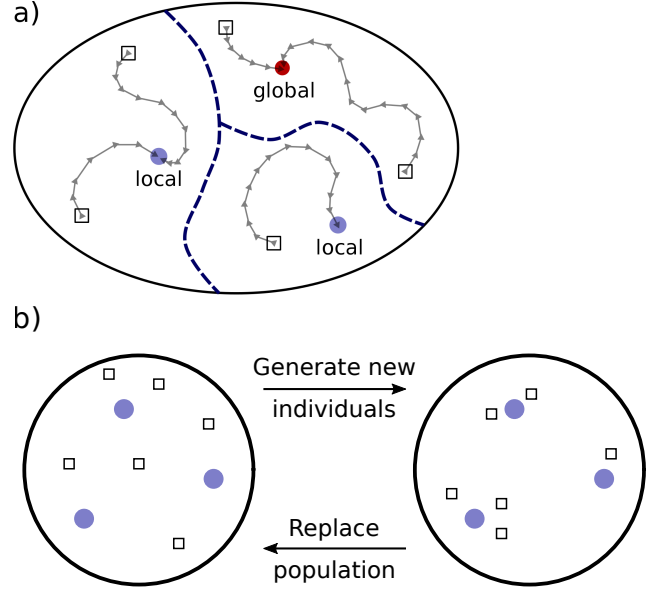 a)
global
local
local
b)
Generate new
individuals
Replace
population